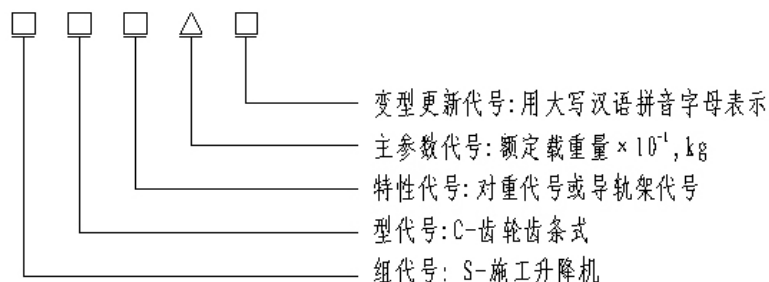 变型更新代号:用大写汉语拼音字母表示
主参数代号:额定载重量×10⁻¹,kg
特性代号:对重代号或导轨架代号
型代号:C-齿轮齿条式
组代号: S-施工升降机